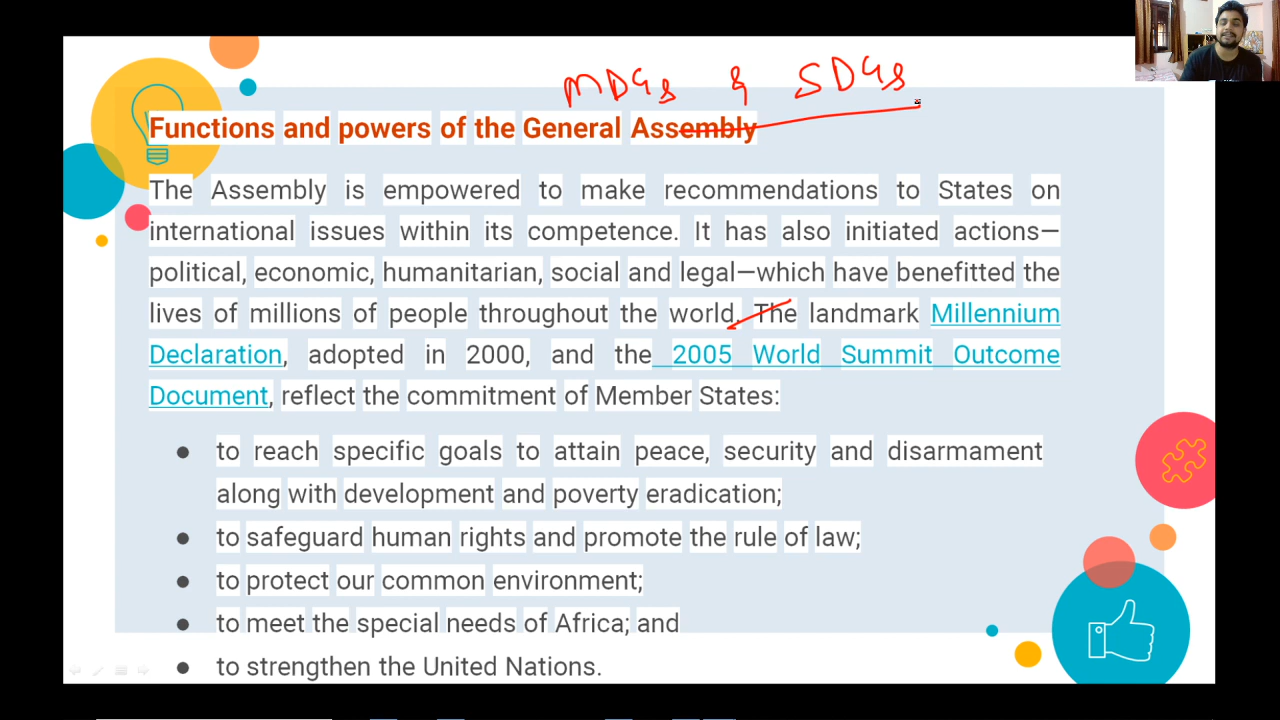 MDGs & SDGs
Functions and powers of the General Assembly
The Assembly is empowered to make recommendations to States on
international issues within its competence. It has also initiated actions—
political, economic, humanitarian, social and legal—which have benefitted the
lives of millions of people throughout the world. The landmark Millennium
Declaration, adopted in 2000, and the 2005 World Summit Outcome
Document, reflect the commitment of Member States:
● to reach specific goals to attain peace, security and disarmament
along with development and poverty eradication;
● to safeguard human rights and promote the rule of law;
● to protect our common environment;
● to meet the special needs of Africa; and
● to strengthen the United Nations.